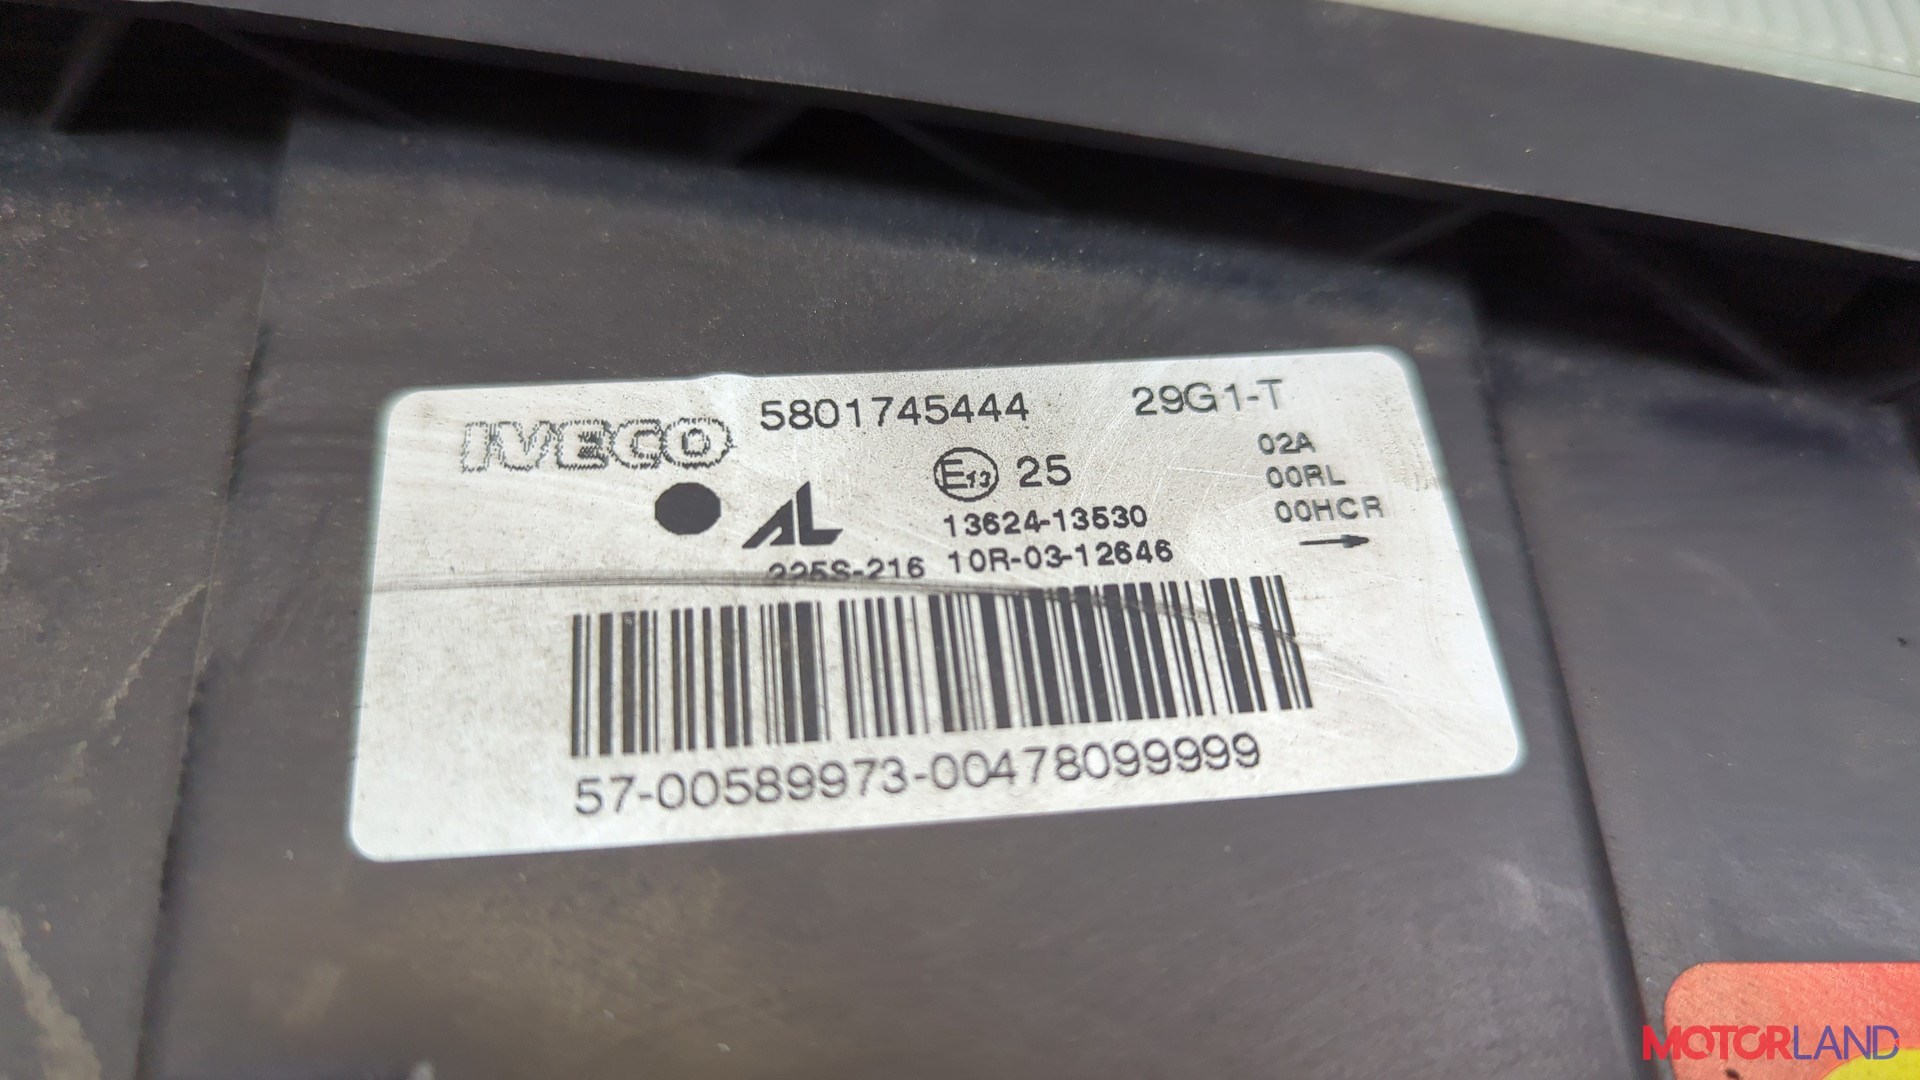 IVECO 5801745444 29G1-T
02A
E13 25
00RL
AL 13624-13530 00HCR
225S-216 10R-03-12646
57-00589973-00478099999
MOTORLAND